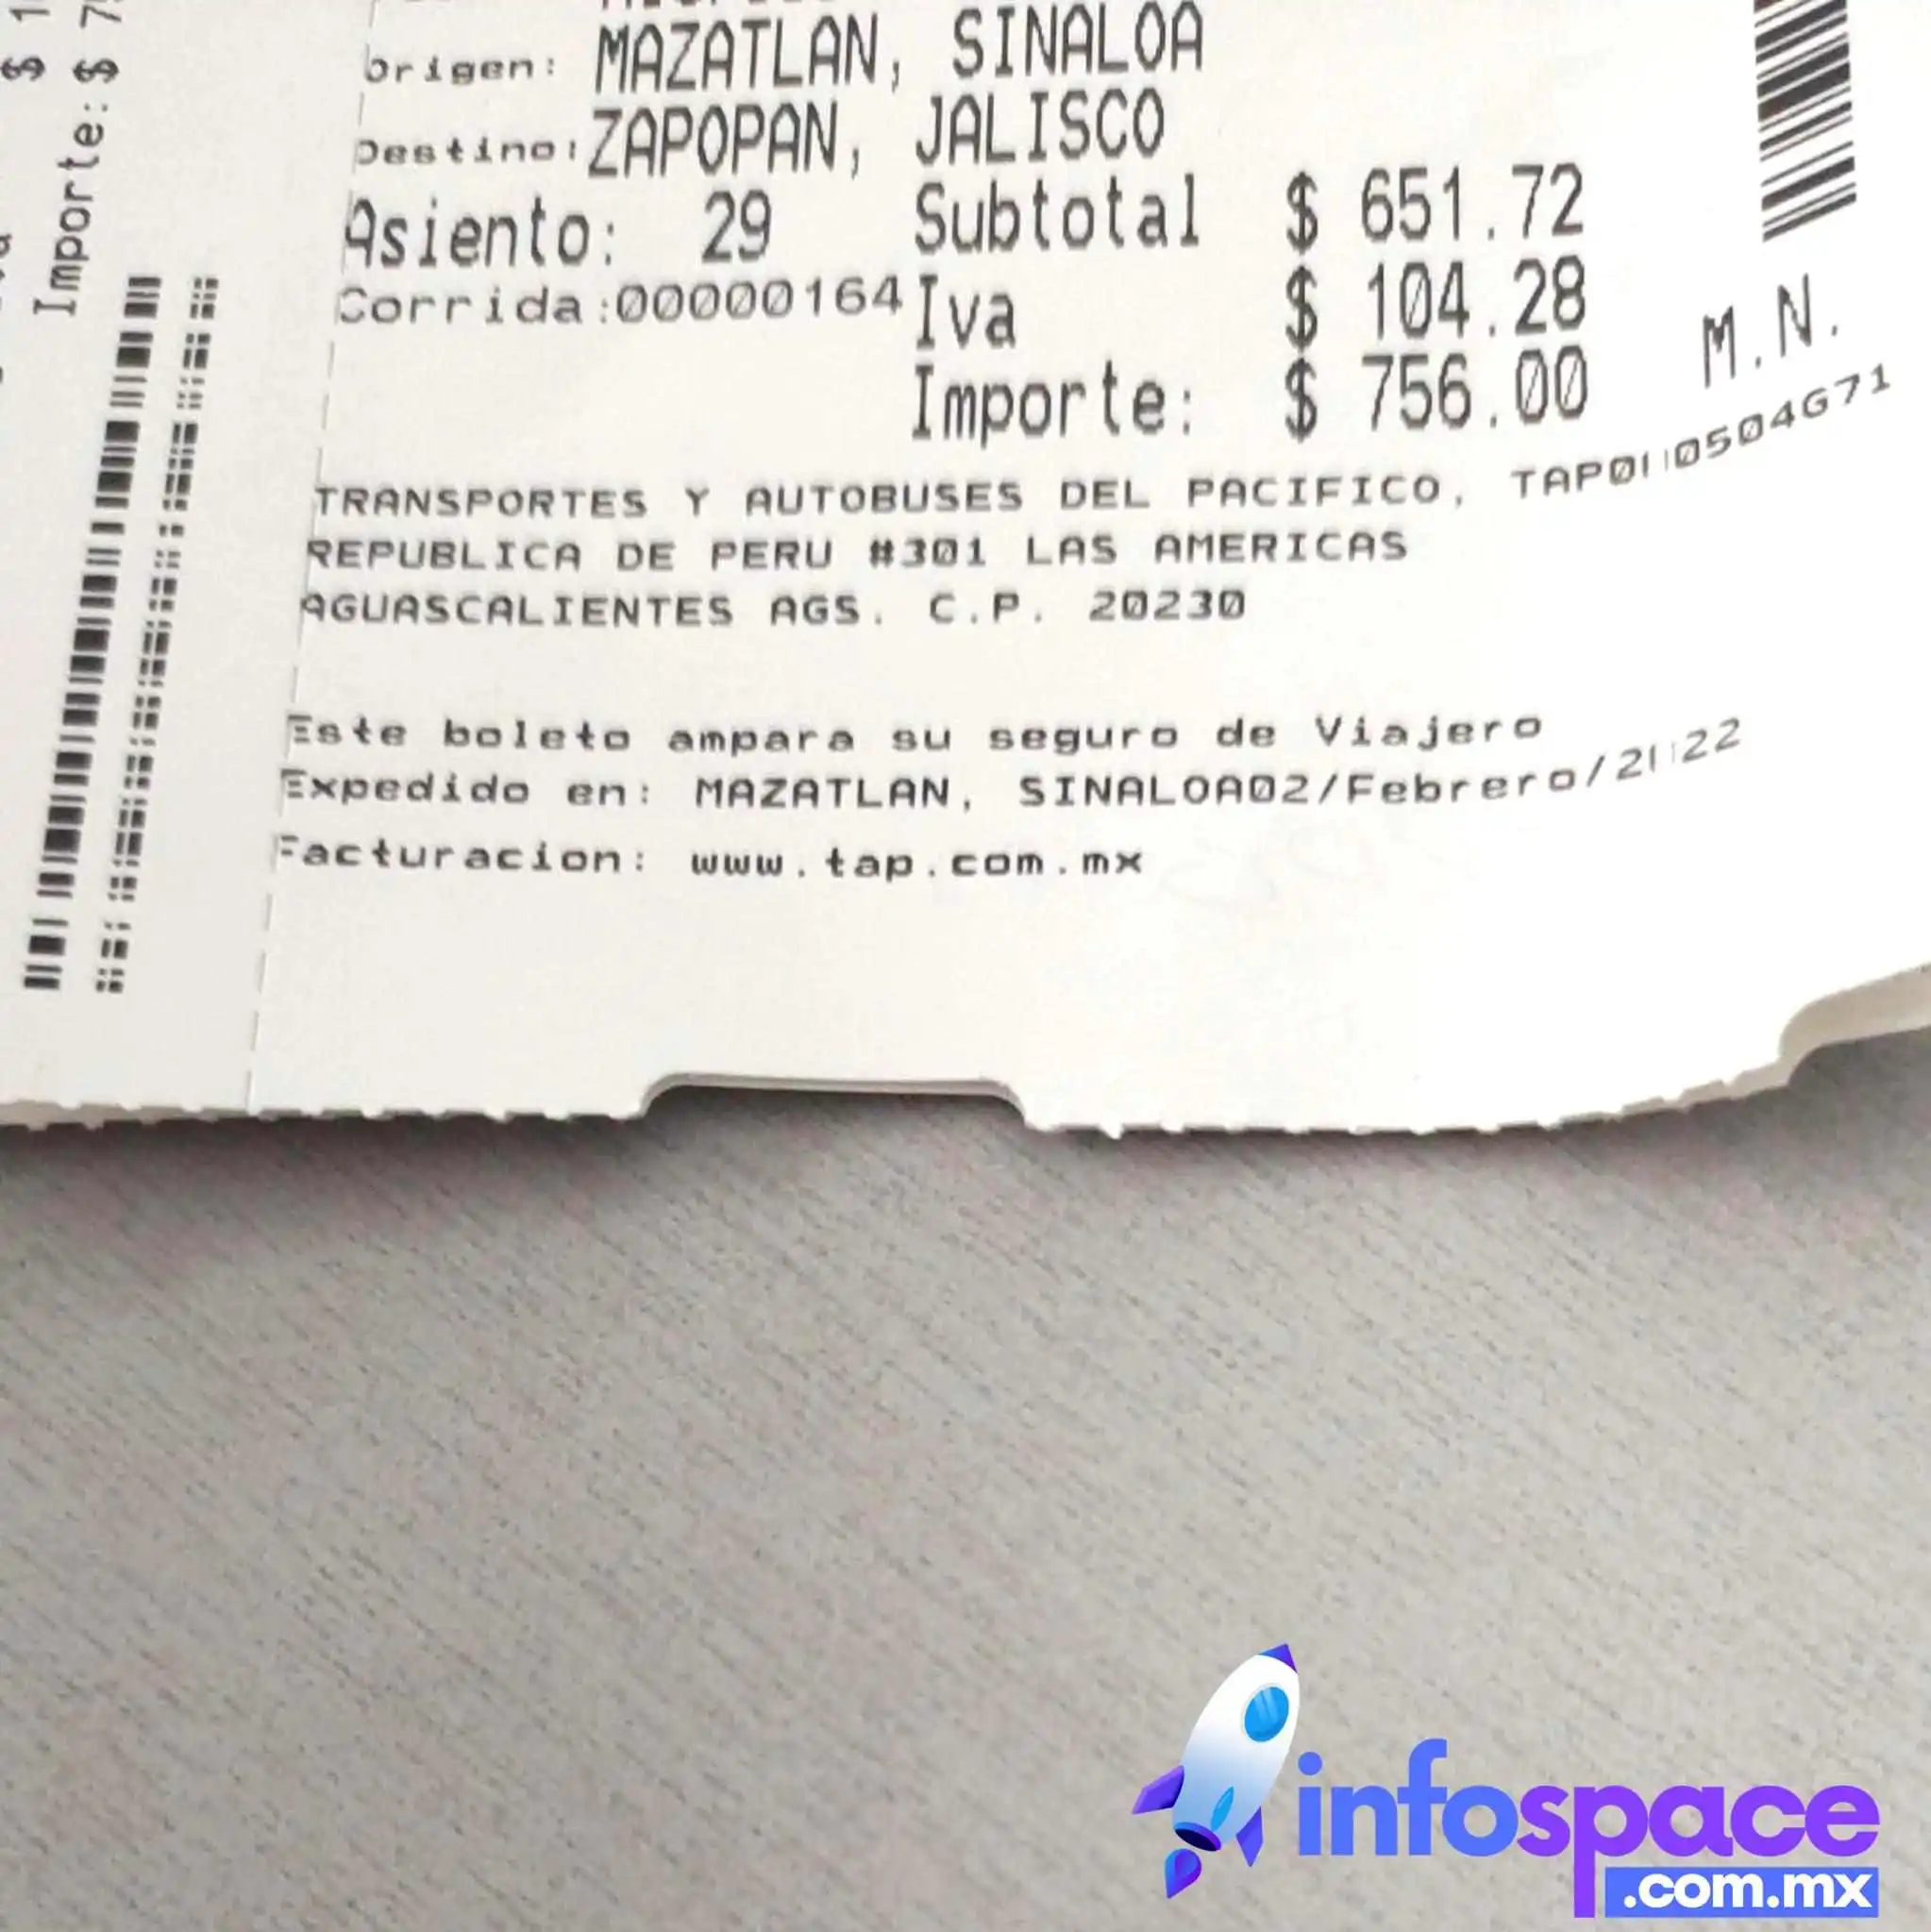 Origen: MAZATLAN, SINALOA
Destino: ZAPOPAN, JALISCO
Asiento: 29 Subtotal $ 651.72
Corrida:00000164 Iva $ 104.28
Importe: $ 756.00 M.N.
TRANSPORTES Y AUTOBUSES DEL PACIFICO,
REPUBLICA DE PERU #301 LAS AMERICAS
AGUASCALIENTES AGS. C.P. 20230
Este boleto ampara su seguro de Viajero
Expedido en: MAZATLAN, SINALOA02/Febrero/
Facturacion: www.tap.com.mx
Importe:$
infospace
.com.mx